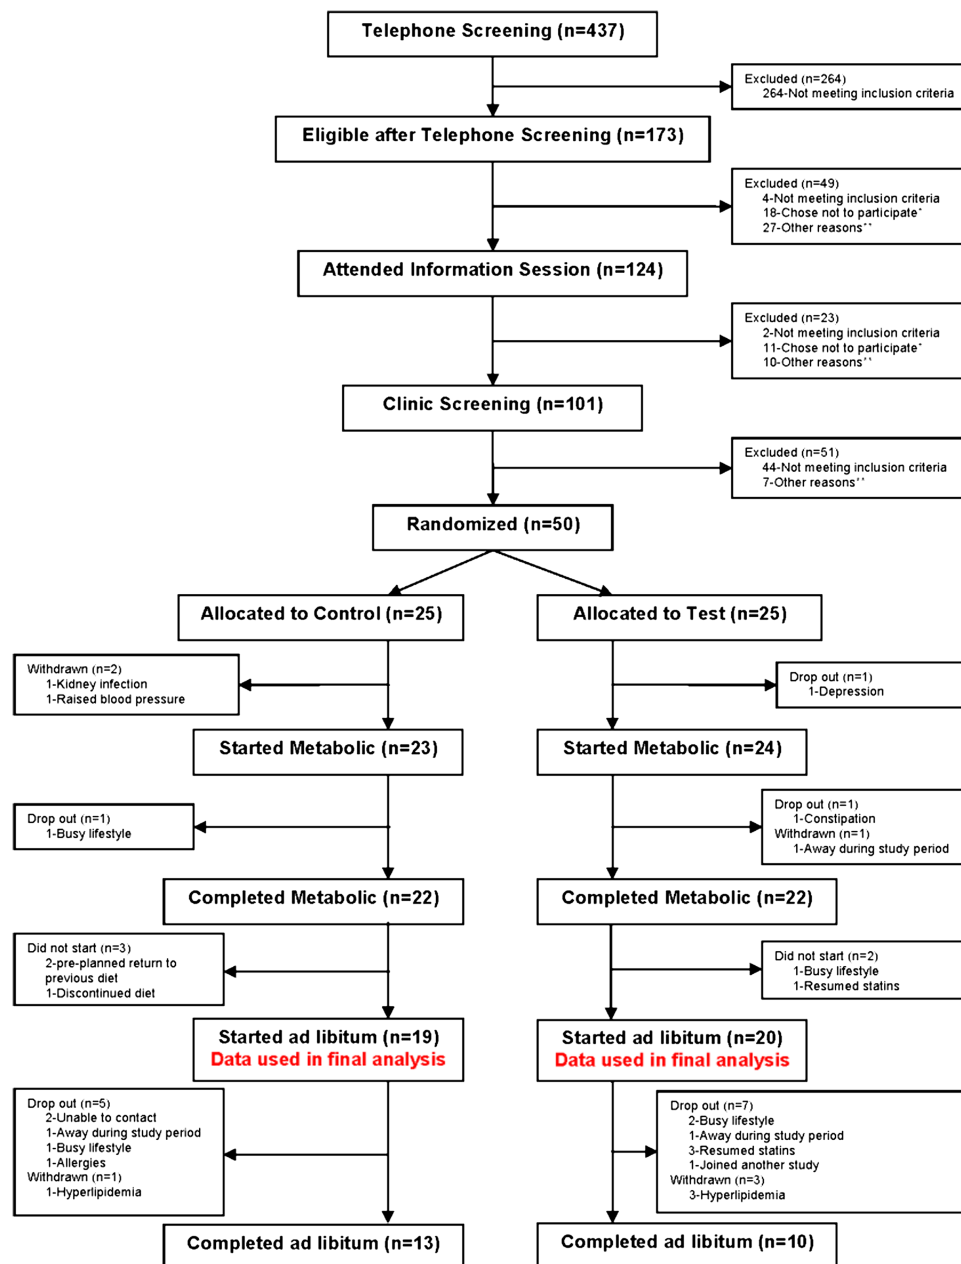 Telephone Screening (n=437)
Excluded (n=264)
264-Not meeting inclusion criteria
Eligible after Telephone Screening (n=173)
Excluded (n=49)
4-Not meeting inclusion criteria
18-Chose not to participate*
27-Other reasons**
Attended Information Session (n=124)
Excluded (n=23)
2-Not meeting inclusion criteria
11-Chose not to participate*
10-Other reasons**
Clinic Screening (n=101)
Excluded (n=51)
44-Not meeting inclusion criteria
7-Other reasons**
Randomized (n=50)
Allocated to Control (n=25)
Allocated to Test (n=25)
Withdrawn (n=2)
1-Kidney infection
1-Raised blood pressure
Drop out (n=1)
1-Depression
Started Metabolic (n=23)
Started Metabolic (n=24)
Drop out (n=1)
1-Busy lifestyle
Drop out (n=1)
1-Constipation
Withdrawn (n=1)
1-Away during study period
Completed Metabolic (n=22)
Completed Metabolic (n=22)
Did not start (n=3)
2-pre-planned return to
previous diet
1-Discontinued diet
Did not start (n=2)
1-Busy lifestyle
1-Resumed statins
Started ad libitum (n=19)
Data used in final analysis
Started ad libitum (n=20)
Data used in final analysis
Drop out (n=5)
2-Unable to contact
1-Away during study period
1-Busy lifestyle
1-Allergies
Withdrawn (n=1)
1-Hyperlipidemia
Drop out (n=7)
2-Busy lifestyle
1-Away during study period
3-Resumed statins
1-Joined another study
Withdrawn (n=3)
3-Hyperlipidemia
Completed ad libitum (n=13)
Completed ad libitum (n=10)